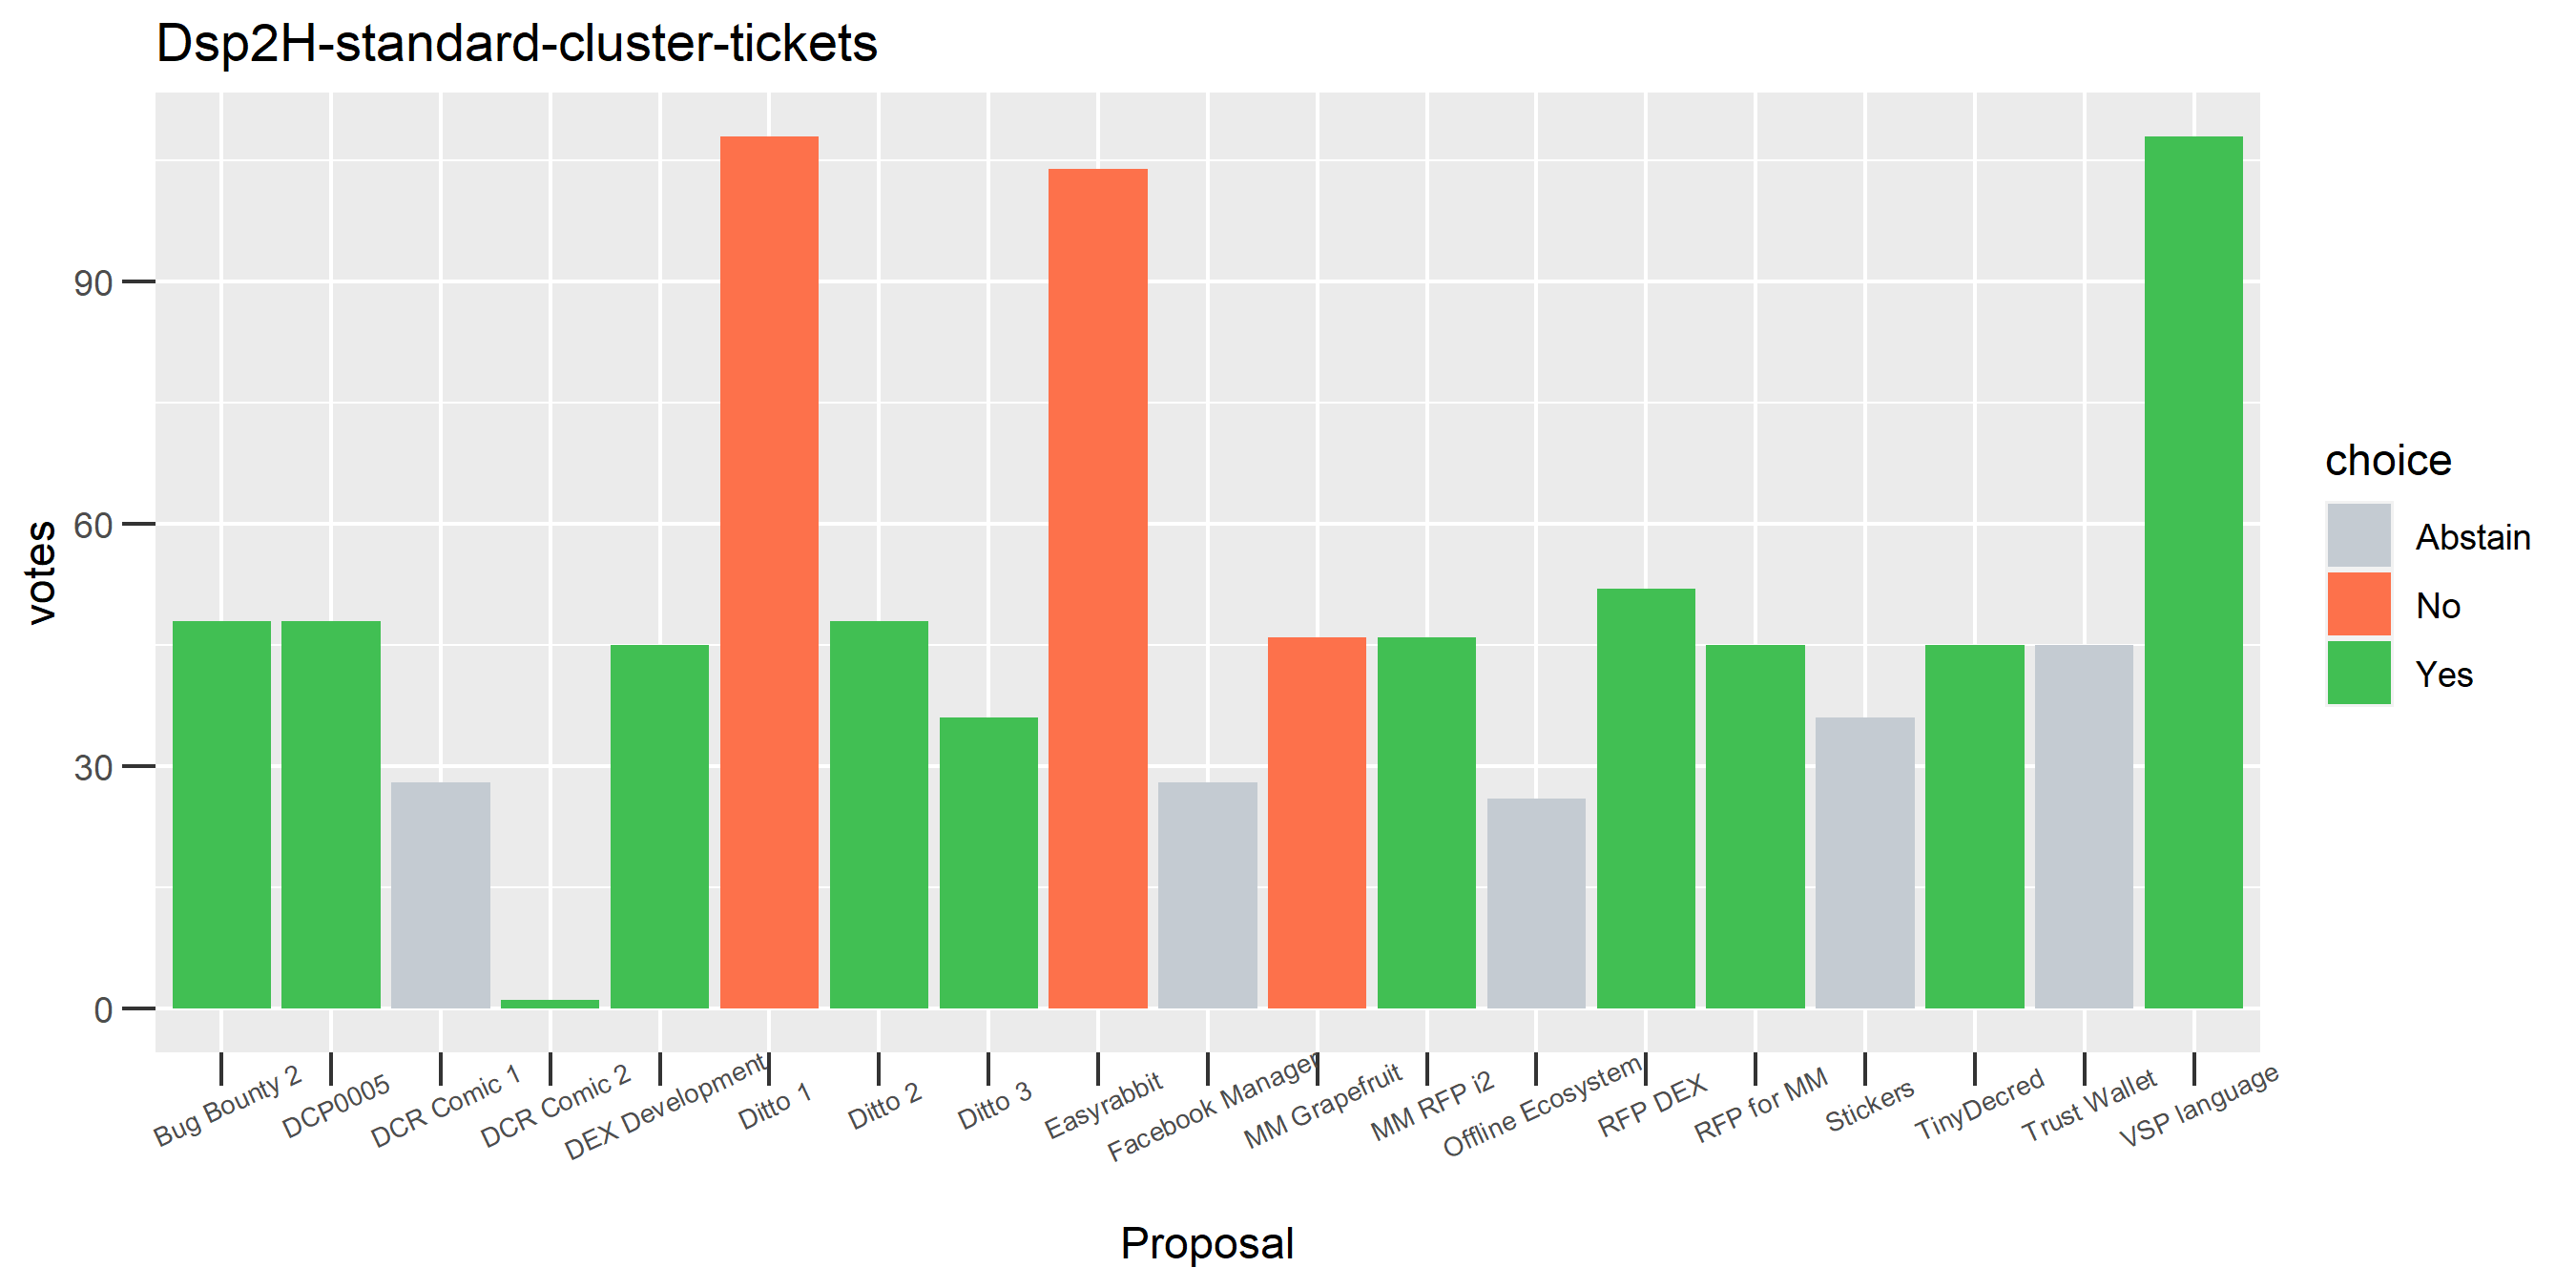 Dsp2H-standard-cluster-tickets
votes
90
60
30
0
Bug Bounty 2
DCP0005
DCR Comic 1
DCR Comic 2
DEX Development
Ditto 1
Ditto 2
Ditto 3
Easyrabbit
Facebook Manager
MM Grapefruit
MM RFP i2
Offline Ecosystem
RFP DEX
RFP for MM
Stickers
TinyDecred
Trust Wallet
VSP language
Proposal
choice
Abstain
No
Yes